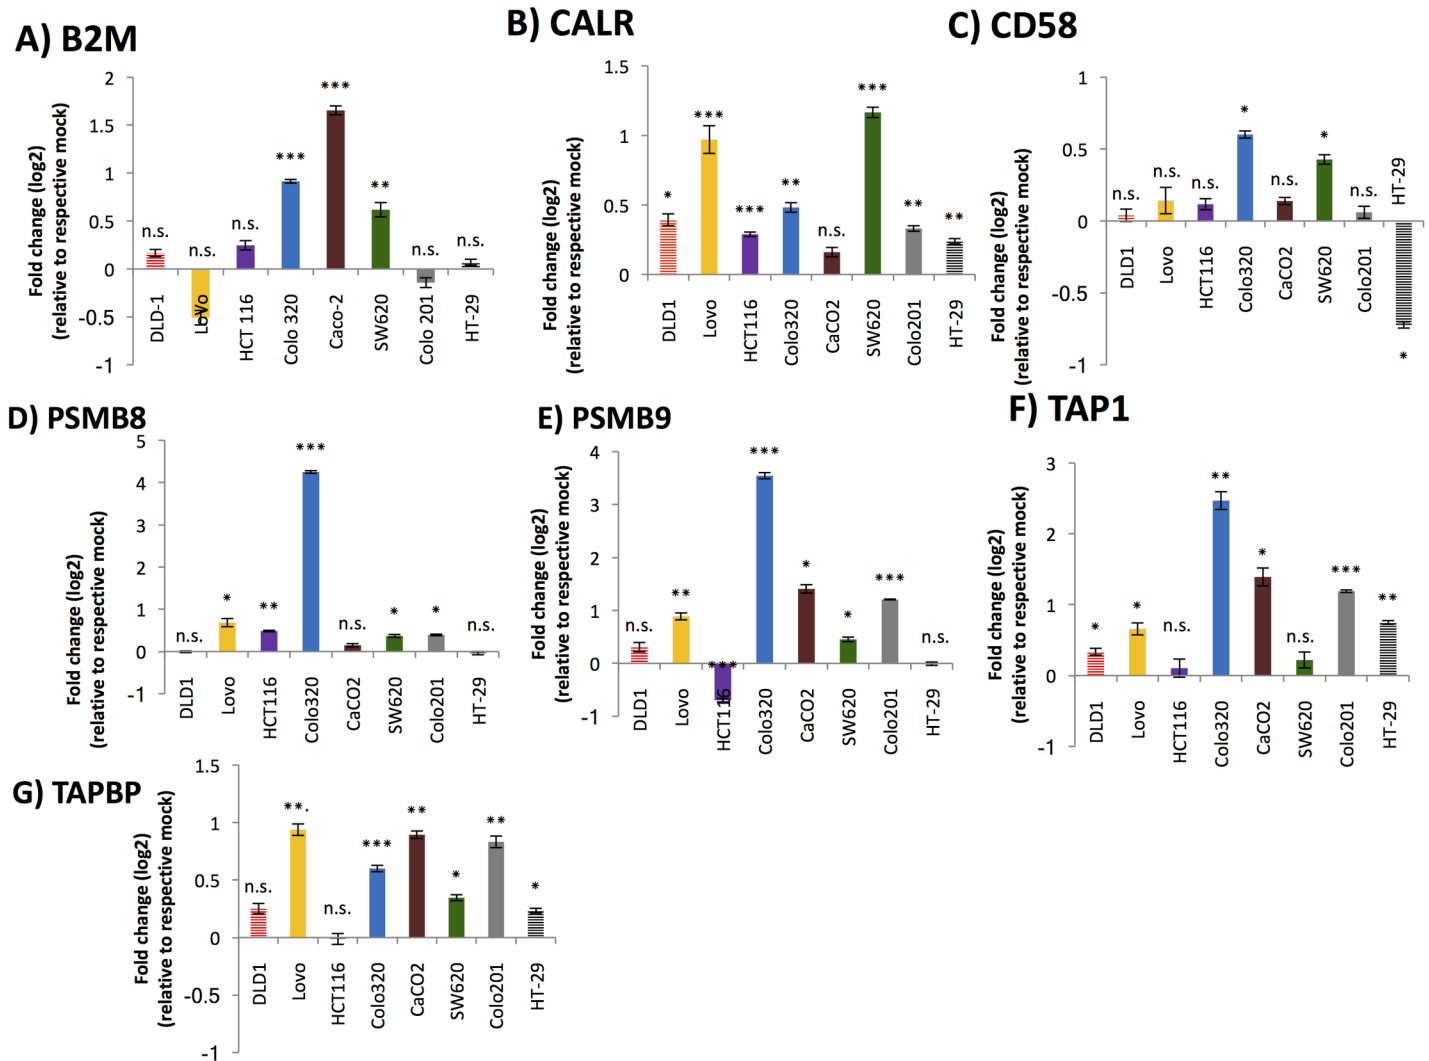 A) B2M
Fold change (log2)
(relative to respective mock)
2
1.5
1
0.5
0
-0.5
-1
n.s.
n.s.
n.s.
***
***
**
n.s.
n.s.
DLD-1
LoVo
HCT 116
Colo 320
Caco-2
SW620
Colo 201
HT-29
B) CALR
Fold change (log2)
(relative to respective mock)
1.5
1
0.5
0
*
***
***
**
n.s.
***
**
**
DLD1
Lovo
HCT116
Colo320
CaCO2
SW620
Colo201
HT-29
C) CD58
Fold change (log2)
(relative to respective mock)
1
0.5
0
-0.5
-1
n.s.
n.s.
n.s.
*
n.s.
*
n.s.
*
DLD1
Lovo
HCT116
Colo320
CaCO2
SW620
Colo201
HT-29
D) PSMB8
Fold change (log2)
(relative to respective mock)
5
4
3
2
1
0
-1
n.s.
*
**
***
n.s.
*
*
n.s.
DLD1
Lovo
HCT116
Colo320
CaCO2
SW620
Colo201
HT-29
E) PSMB9
Fold change (log2)
(relative to respective mock)
4
3
2
1
0
-1
n.s.
**
***
***
*
*
***
n.s.
DLD1
Lovo
HCT116
Colo320
CaCO2
SW620
Colo201
HT-29
F) TAP1
Fold change (log2)
(relative to respective mock)
3
2
1
0
-1
*
*
n.s.
**
*
n.s.
***
**
DLD1
Lovo
HCT116
Colo320
CaCO2
SW620
Colo201
HT-29
G) TAPBP
Fold change (log2)
(relative to respective mock)
1.5
1
0.5
0
-0.5
-1
n.s.
**.
n.s.
***
**
*
**
*
DLD1
Lovo
HCT116
Colo320
CaCO2
SW620
Colo201
HT-29